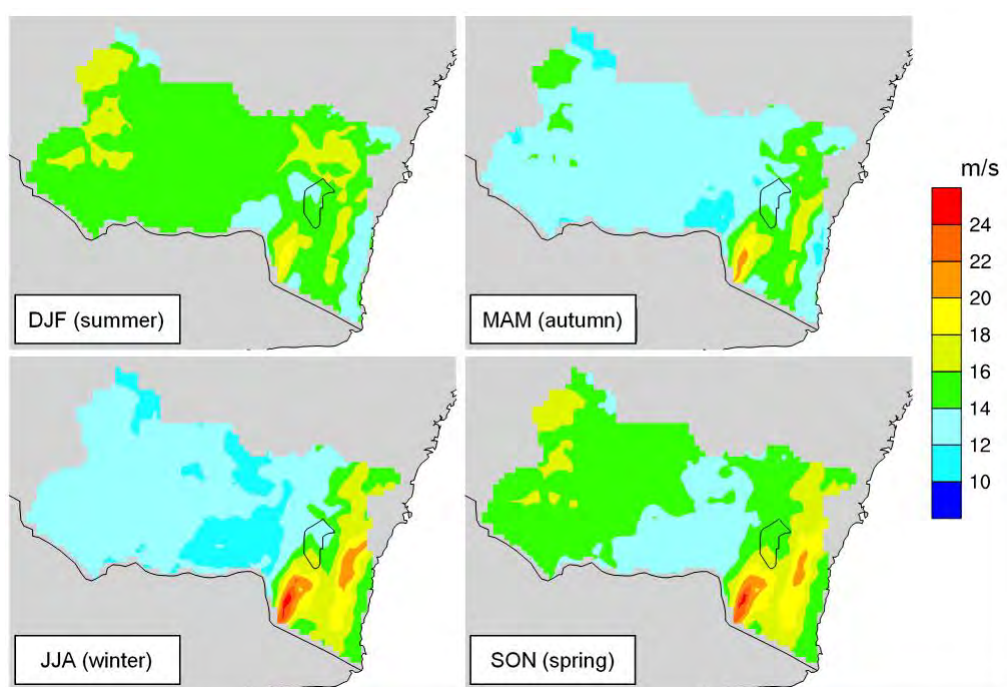 DJF (summer)
MAM (autumn)
JJA (winter)
SON (spring)
m/s
24
22
20
18
16
14
12
10